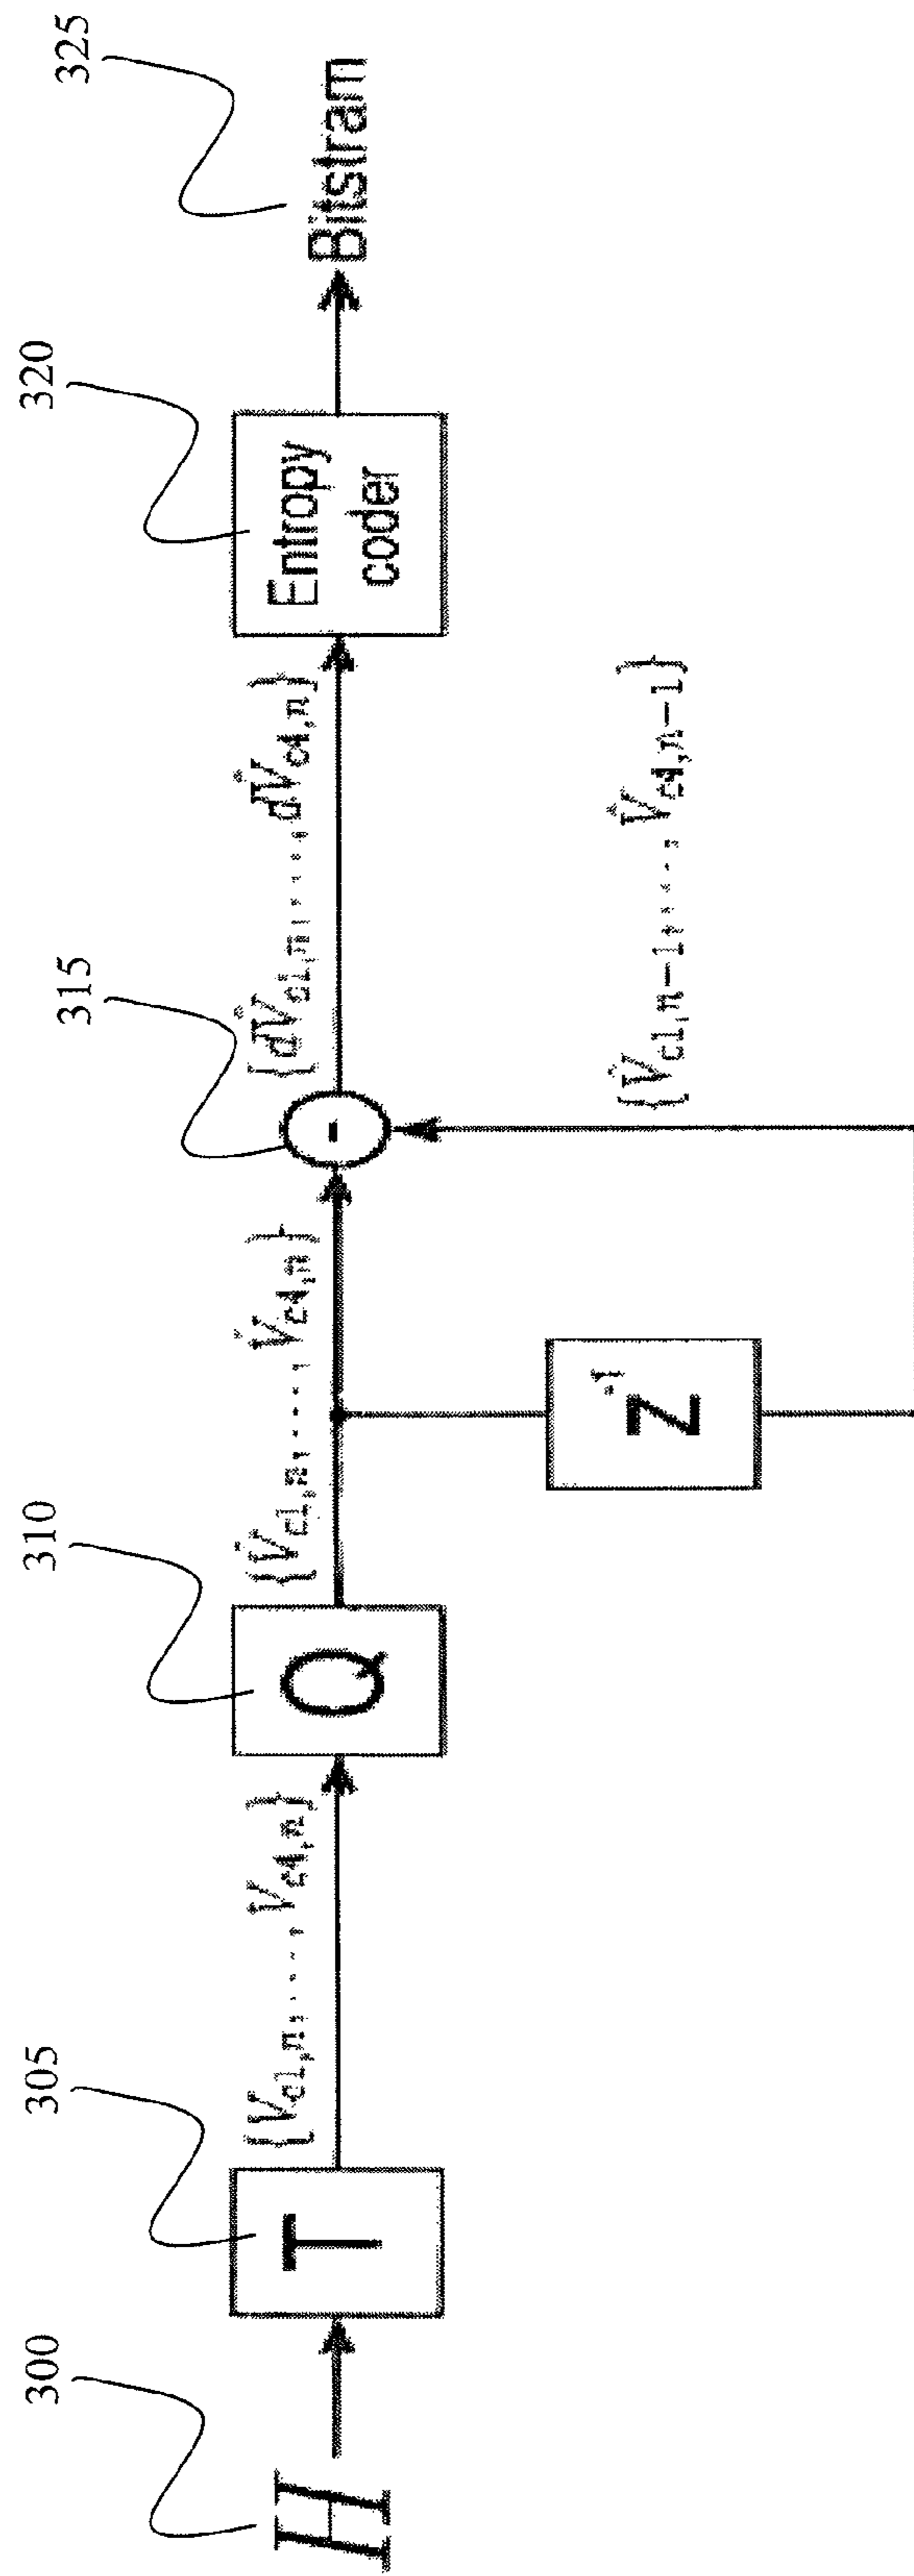 300
305
310
315
320
325
H
T
{V_{c1,n},...,V_{c4,n}}
Q
{V̂_{c1,n},...,V̂_{c4,n}}
-
{dV̂_{c1,n},...,dV̂_{c4,n}}
Entropy
coder
Bitstram
Z^{-1}
{V̂_{c1,n-1},...,V̂_{c4,n-1}}